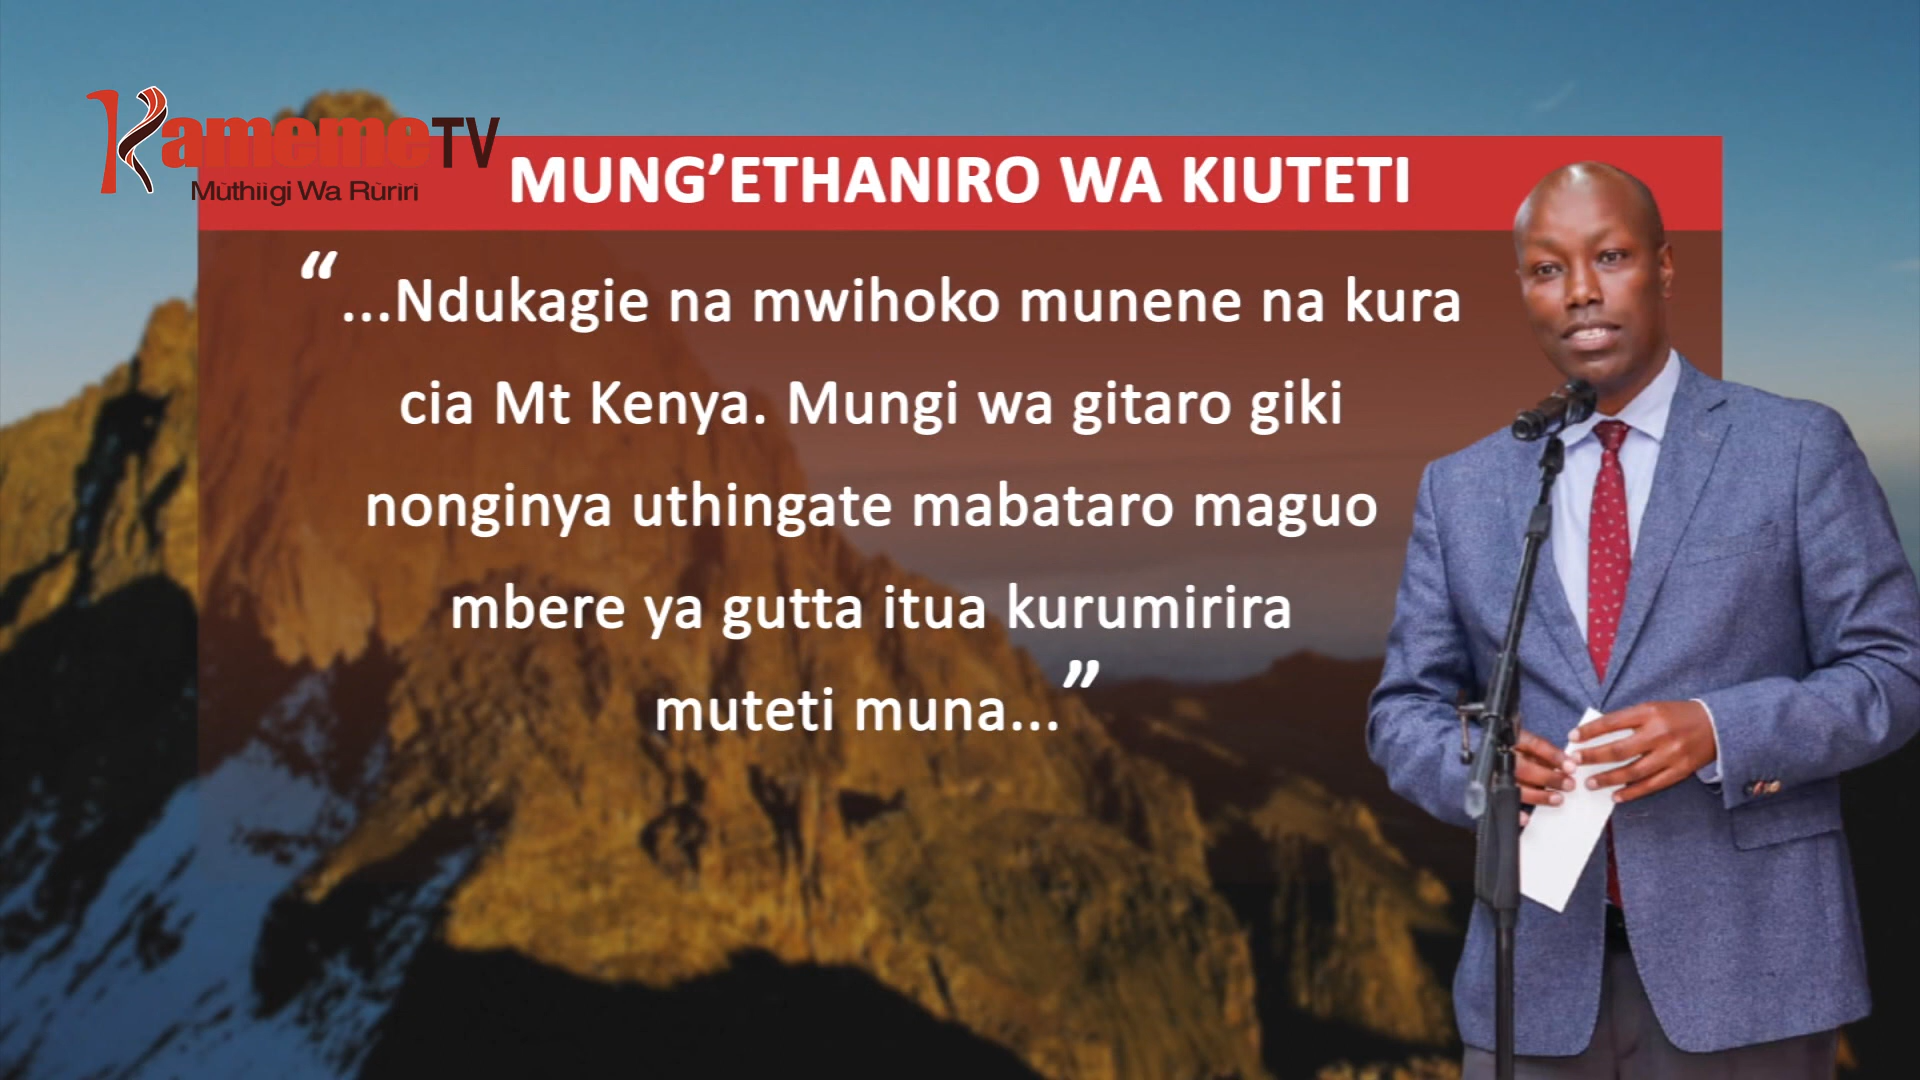 KamemeTV
Mũthiigi Wa Rũrĩrĩ
MUNG’ETHANIRO WA KIUTETI
“...Ndukagie na mwihoko munene na kura
cia Mt Kenya. Mungi wa gitaro giki
nonginya uthingate mabataro maguo
mbere ya gutta itua kurumirira
muteti muna...”